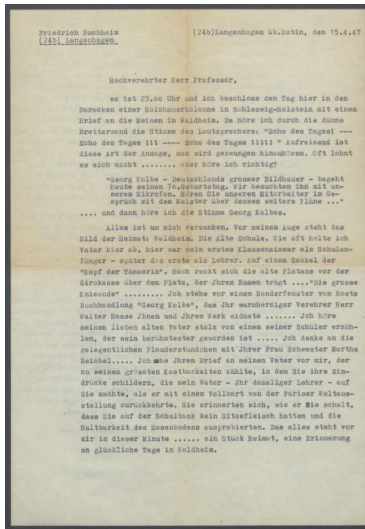 Friedrich Buchheim
(24b) Langenhagen
(24b)Langenhagen üb.Eutin, den 15.4.47
Hochverehrter Herr Professor,
es ist 23.00 Uhr und ich beschloss den Tag hier in den
Baracken einer Holzhauerkolonne in Schleswig-Holstein mit einem
Brief an die Meinen in Waldheim. Da höre ich durch die dünne
Bretterwand die Stimme des Lautsprechers: "Echo des Tages! ---
Echo des Tages !!! ---- Echo des Tages !!!!! " Aufreizend ist
diese Art der Ansage, man wird gezwungen hinzuhören. Oft lohnt
es sich nicht ........ aber höre ich richtig?
"Georg Kolbe - Deutschlands grosser Bildhauer - begeht
heute seinen 70.Geburtstag. Wir besuchten ihn mit un-
serem Mikrofon. Hören Sie unseren Mitarbeiter im Ge-
spräch mit dem Meister über dessen weitere Pläne ..."
.... und dann höre ich die Stimme Georg Kolbes.
Alles ist um mich versunken. Vor meinen Auge steht das
Bild der Heimat: Waldheim. Die Alte Schule. Wie oft holte ich
Vater hier ab, hier war mein erstes Klassenzimmer als Schulan-
fänger - später das erste als Lehrer. Auf einem Sockel der
"Kopf der Tänzerin". Hoch reckt sich die alte Platane vor der
Girokasse über den Platz, der Ihren Namen trägt ...."Die grosse
Knieende" ........ Ich stehe vor einem Sonderfenster von Hoets
Buchhandlung "Georg Kolbe", das Ihr warmherziger Verehrer Herr
Walter Haase Ihnen und Ihrem Werk widmete ....... Ich höre
meinen lieben alten Vater stolz von einem seiner Schüler erzäh-
len, der sein berühmtester geworden ist ..... Ich denke an die
gelegentlichen Plauderstündchen mit Ihrer Frau Schwester Martha
Reichel..... Ich sehe Ihren Brief an meinen Vater vor mir, der
zu seinen grössten Kostbarkeiten zählte, in den Sie ihre Ein-
drücke schildern, die mein Vater - Ihr damaliger Lehrer - auf
Sie machte, als er mit einem Vollbart von der Pariser Weltaus-
stellung zurückkehrte. Sie erinnerten sich, wie er Sie schalt,
dass Sie auf der Schulbank kein Sitzefleisch hatten und die
Haltbarkeit des Hosenbodens ausprobierten. Das alles steht vor
mir in dieser Minute ...... ein Stück Heimat, eine Erinnerung
an glückliche Tage in Waldheim.